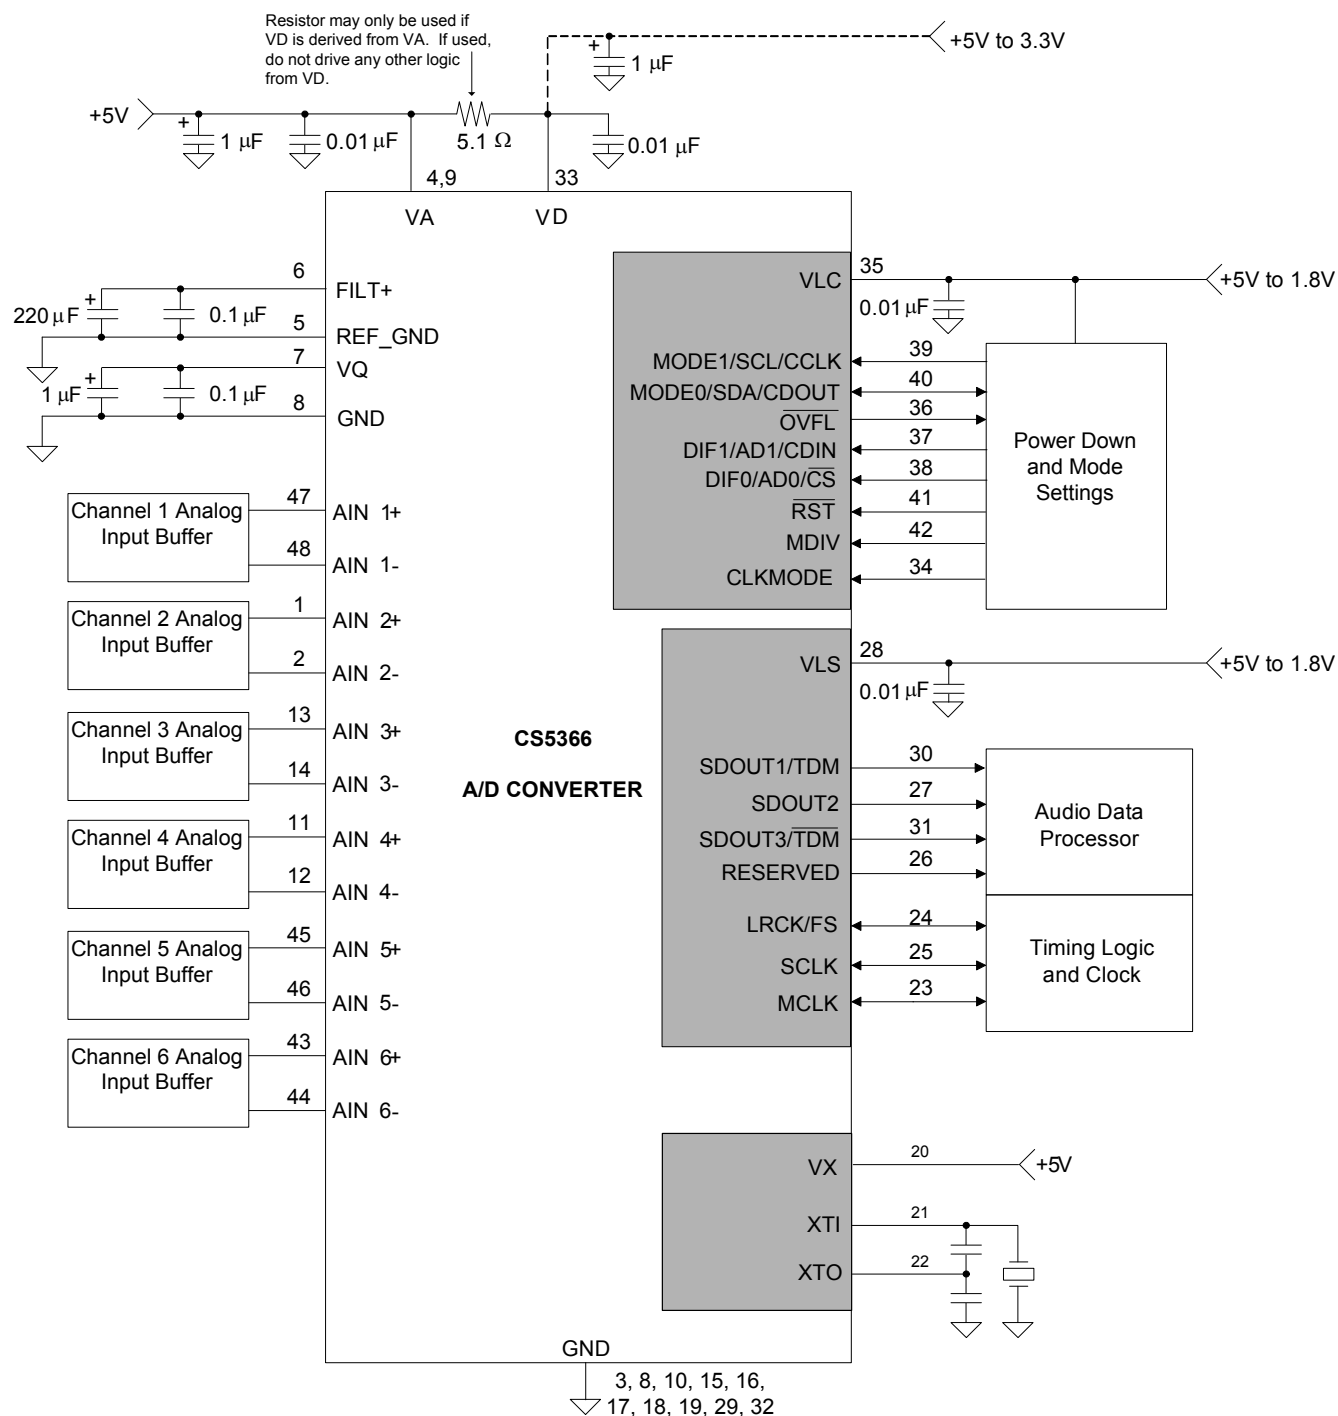 Resistor may only be used if
VD is derived from VA. If used,
do not drive any other logic
from VD.
+5V to 3.3V
1 µF
+
+5V
+
1 µF
0.01 µF
5.1 Ω
0.01 µF
4,9
33
VA
VD
6
FILT+
220 µF
+
0.1 µF
5
REF_GND
7
VQ
1 µF
+
0.1 µF
8
GND
Channel 1 Analog
Input Buffer
47
AIN 1+
48
AIN 1-
Channel 2 Analog
Input Buffer
1
AIN 2+
2
AIN 2-
Channel 3 Analog
Input Buffer
13
AIN 3+
14
AIN 3-
Channel 4 Analog
Input Buffer
11
AIN 4+
12
AIN 4-
Channel 5 Analog
Input Buffer
45
AIN 5+
46
AIN 5-
Channel 6 Analog
Input Buffer
43
AIN 6+
44
AIN 6-
CS5366
A/D CONVERTER
VLC
35
0.01 µF
+5V to 1.8V
MODE1/SCL/CCLK
39
MODE0/SDA/CDOUT
40
OVFL
36
DIF1/AD1/CDIN
37
DIF0/AD0/CS
38
RST
41
MDIV
42
CLKMODE
34
Power Down
and Mode
Settings
VLS
28
0.01 µF
+5V to 1.8V
SDOUT1/TDM
30
SDOUT2
27
SDOUT3/TDM
31
RESERVED
26
Audio Data
Processor
LRCK/FS
24
SCLK
25
MCLK
23
Timing Logic
and Clock
VX
20
+5V
XTI
21
XTO
22
GND
3, 8, 10, 15, 16,
17, 18, 19, 29, 32